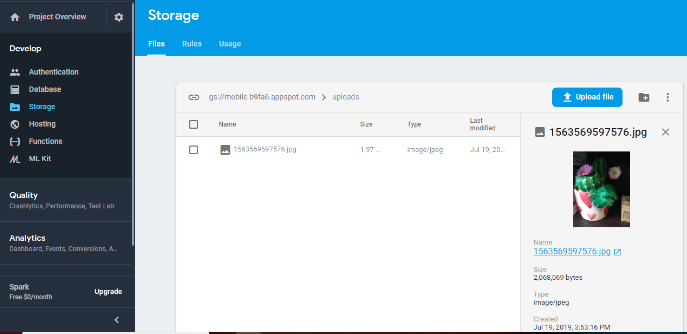 Project Overview
Develop
Authentication
Database
Storage
Hosting
Functions
ML Kit
Quality
Crashlytics, Performance, Test Lab
Analytics
Dashboard, Events, Conversions, A...
Spark
Free $0/month
Upgrade
Storage
Files
Rules
Usage
gs://mobile-b9fa6.appspot.com > uploads
Upload file
Name
Size
Type
Last
modified
1563569597576.jpg
1.97 ...
image/jpeg
Jul 19, 20...
1563569597576.jpg
Name
1563569597576.jpg
Size
2,068,069 bytes
Type
image/jpeg
Created
Jul 19, 2019, 3:53:16 PM